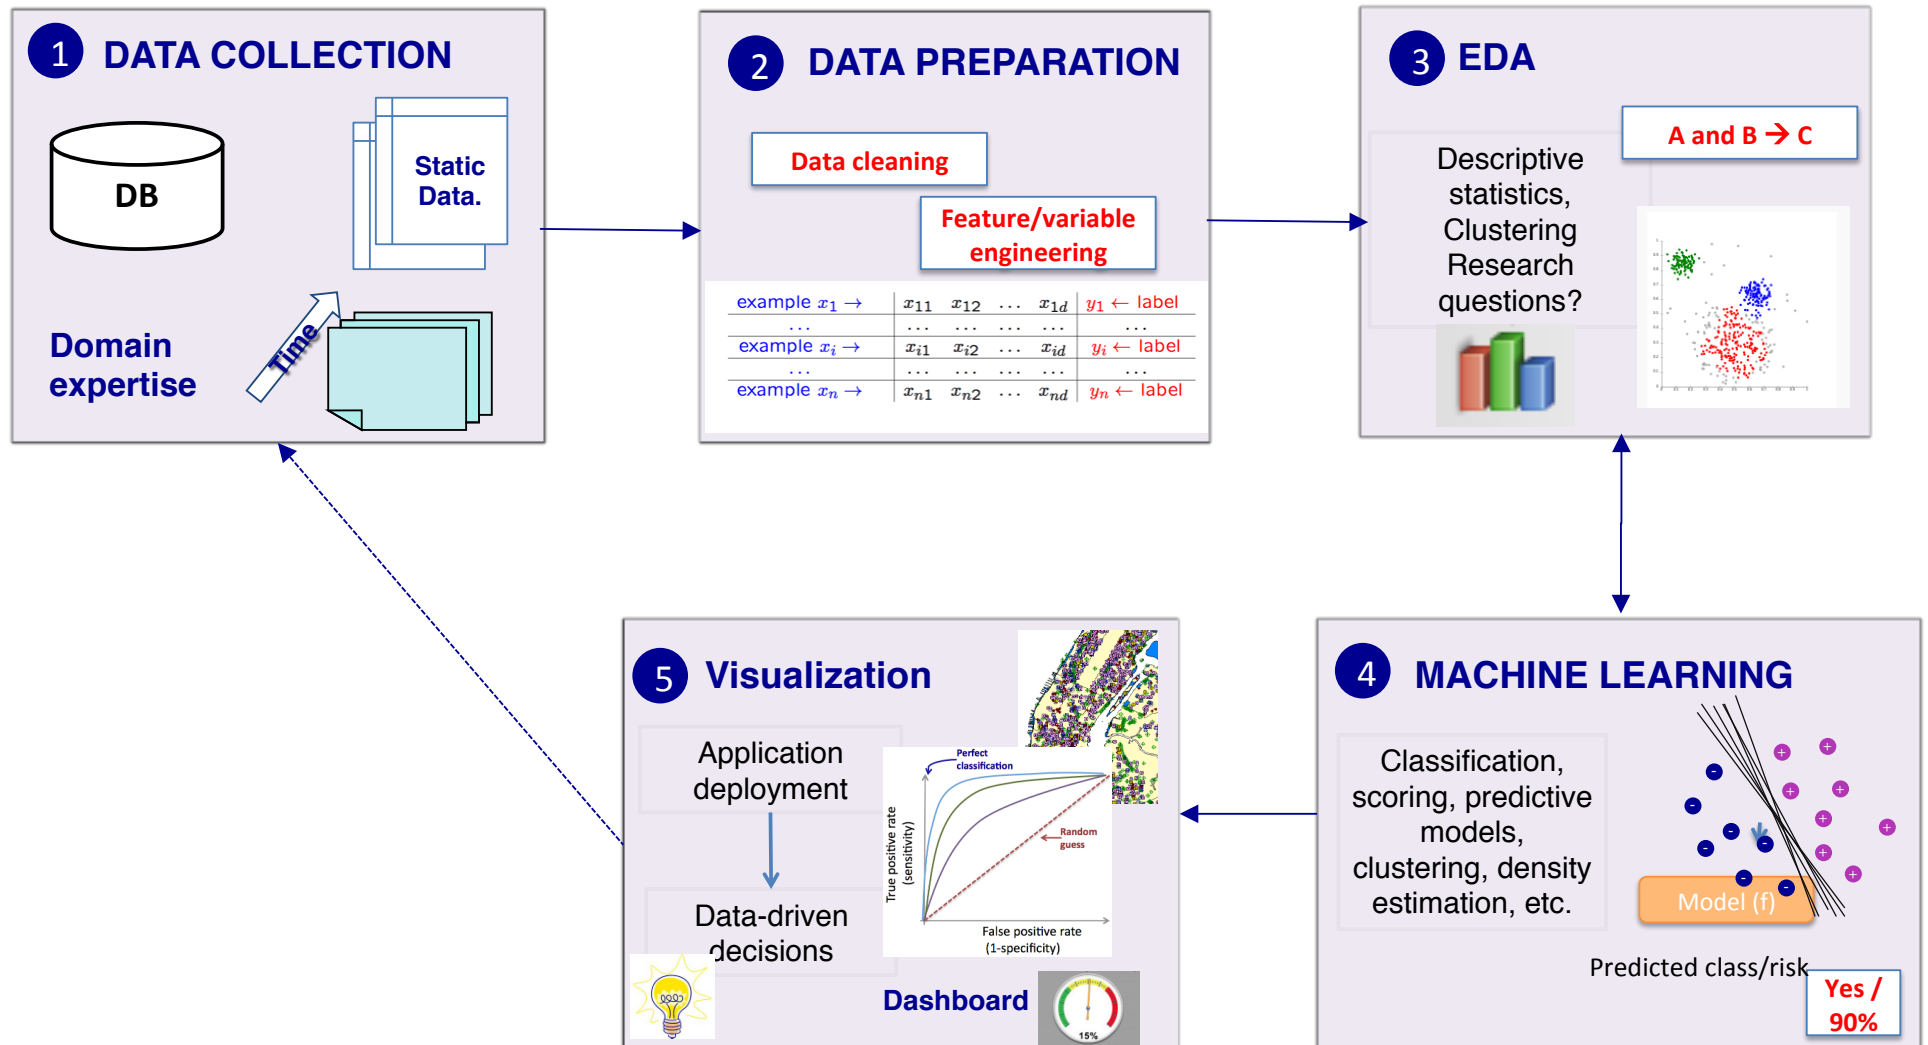 1 DATA COLLECTION
DB
Static
Data.
Domain
expertise
Time
2 DATA PREPARATION
Data cleaning
Feature/variable
engineering
example x₁ → x₁₁ x₁₂ … x₁d y₁ ← label
… … … … … …
example xᵢ → xᵢ₁ xᵢ₂ … xᵢd yᵢ ← label
… … … … … …
example xₙ → xₙ₁ xₙ₂ … xₙd yₙ ← label
3 EDA
A and B → C
Descriptive
statistics,
Clustering
Research
questions?
4 MACHINE LEARNING
Classification,
scoring, predictive
models,
clustering, density
estimation, etc.
Model (f)
Predicted class/risk
Yes /
90%
5 Visualization
Application
deployment
Data-driven
decisions
Perfect
classification
Random
guess
True positive rate
(sensitivity)
False positive rate
(1-specificity)
Dashboard
15%